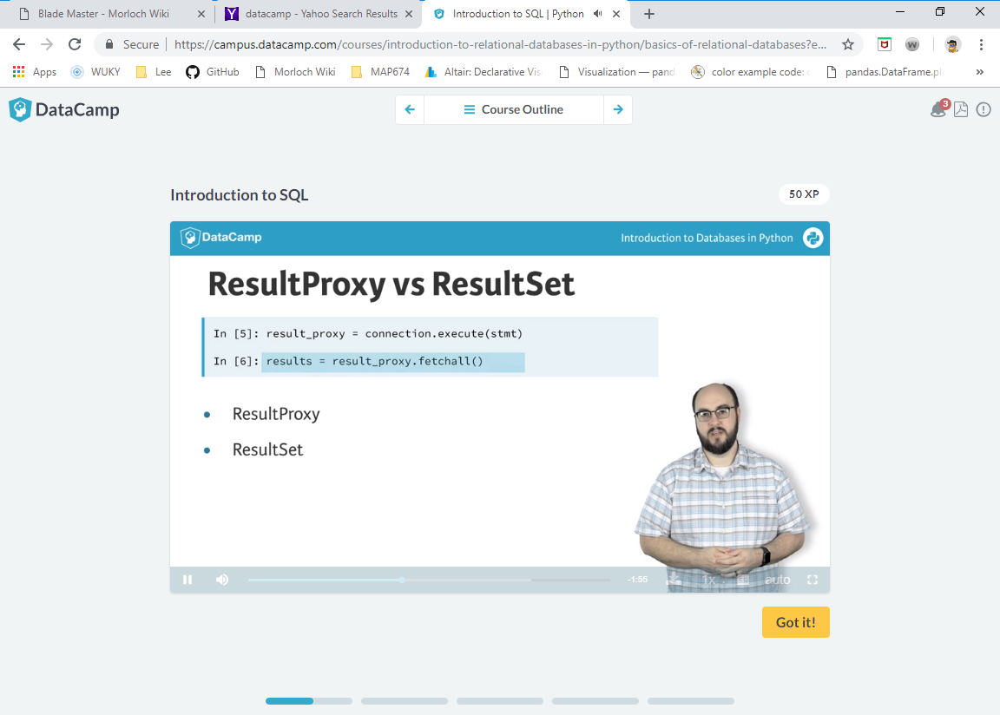 Blade Master - Morloch Wiki
datacamp - Yahoo Search Results
Introduction to SQL | Python
Secure
https://campus.datacamp.com/courses/introduction-to-relational-databases-in-python/basics-of-relational-databases?e...
Apps
WUKY
Lee
GitHub
Morloch Wiki
MAP674
Altair: Declarative Vis
Visualization — pand
color example code:
pandas.DataFrame.pl
»
DataCamp
Course Outline
3
Introduction to SQL
50 XP
DataCamp
Introduction to Databases in Python
ResultProxy vs ResultSet
In [5]: result_proxy = connection.execute(stmt)
In [6]: results = result_proxy.fetchall()
• ResultProxy
• ResultSet
-1:55
1x
auto
Got it!